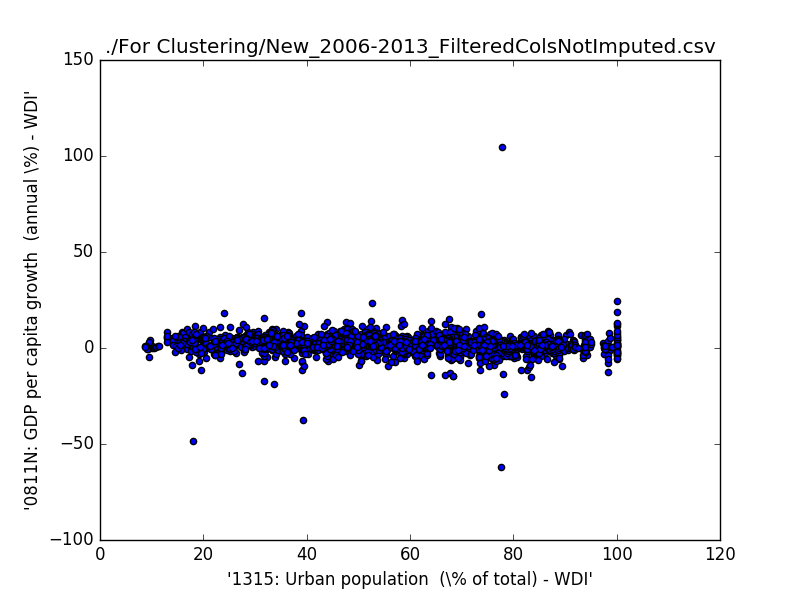 ./For Clustering/New_2006-2013_FilteredColsNotImputed.csv
150
100
50
0
−50
−100
0 20 40 60 80 100 120
'0811N: GDP per capita growth  (annual \%) - WDI'
'1315: Urban population  (\% of total) - WDI'